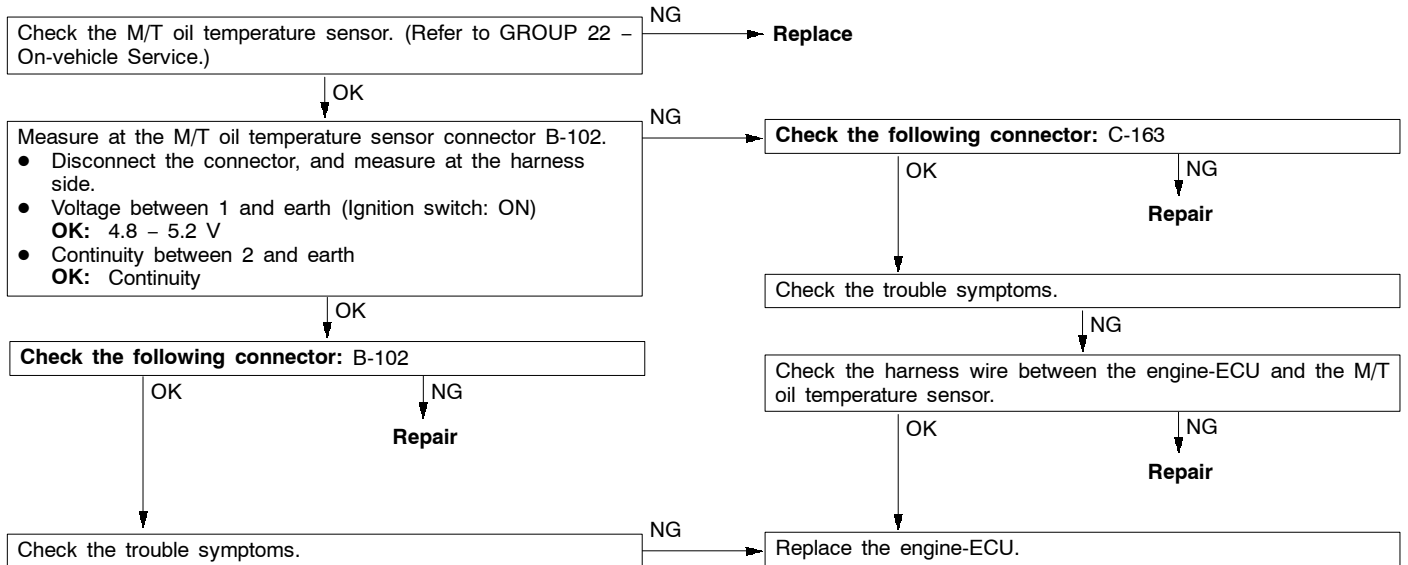 Check the M/T oil temperature sensor. (Refer to GROUP 22 –
On-vehicle Service.)
NG
Replace
OK
Measure at the M/T oil temperature sensor connector B-102.
● Disconnect the connector, and measure at the harness
side.
● Voltage between 1 and earth (Ignition switch: ON)
OK: 4.8 – 5.2 V
● Continuity between 2 and earth
OK: Continuity
NG
Check the following connector: C-163
OK
NG
Repair
Check the trouble symptoms.
NG
Check the harness wire between the engine-ECU and the M/T
oil temperature sensor.
OK
NG
Repair
OK
Check the following connector: B-102
OK
NG
Repair
Check the trouble symptoms.
NG
Replace the engine-ECU.